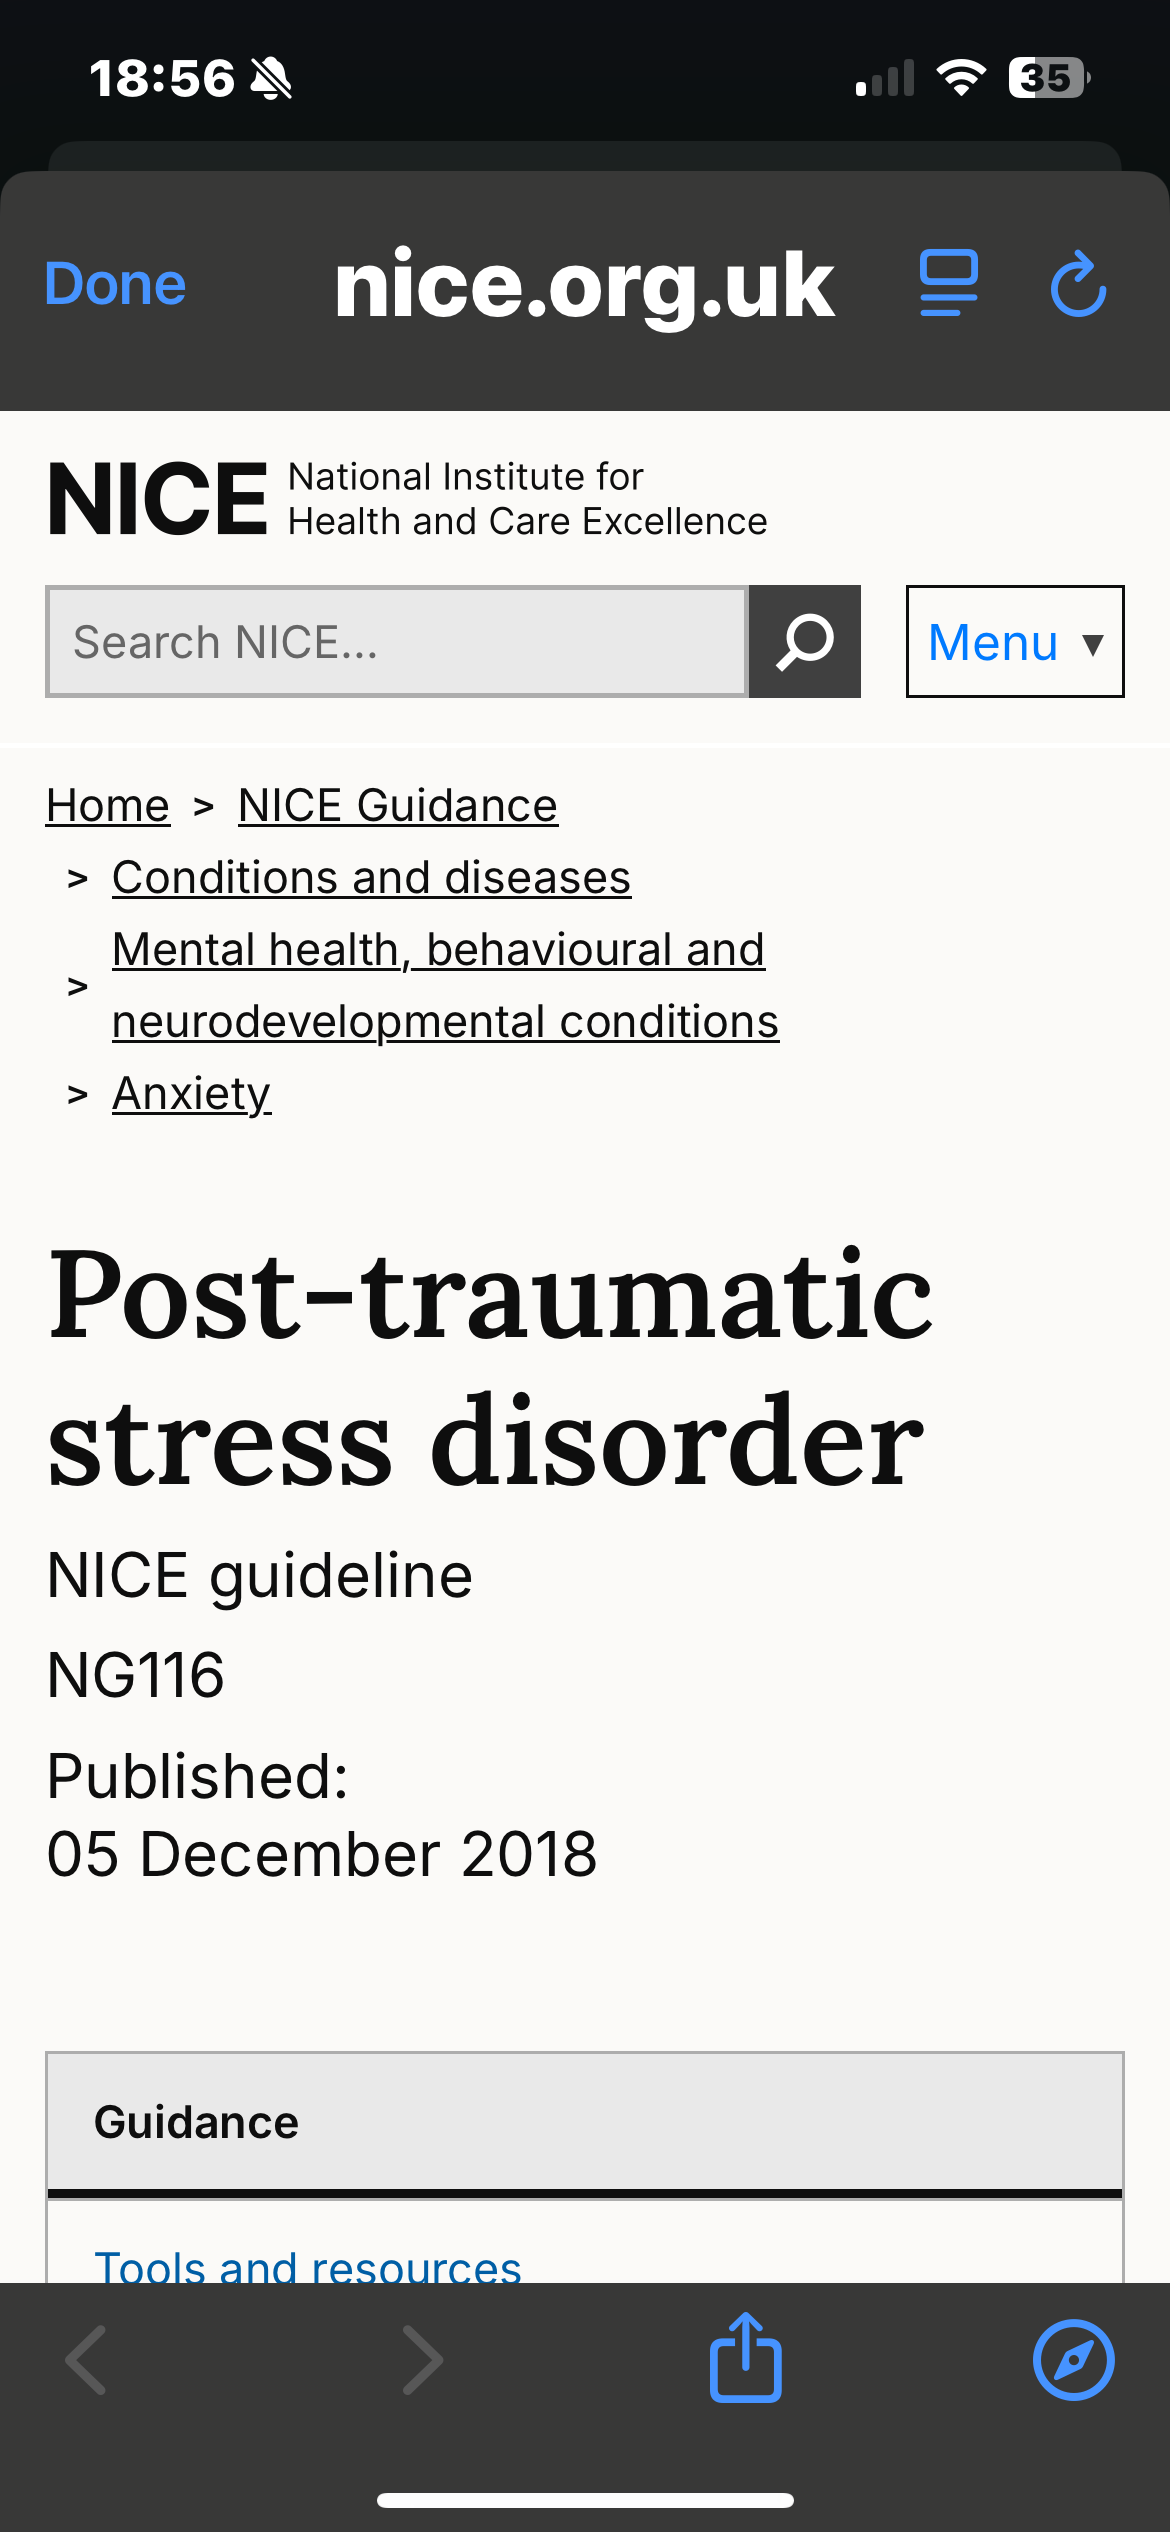 18:56
35
Done
nice.org.uk
NICE
National Institute for
Health and Care Excellence
Search NICE...
Menu ▼
Home > NICE Guidance
> Conditions and diseases
> Mental health, behavioural and
neurodevelopmental conditions
> Anxiety
Post-traumatic
stress disorder
NICE guideline
NG116
Published:
05 December 2018
Guidance
Tools and resources